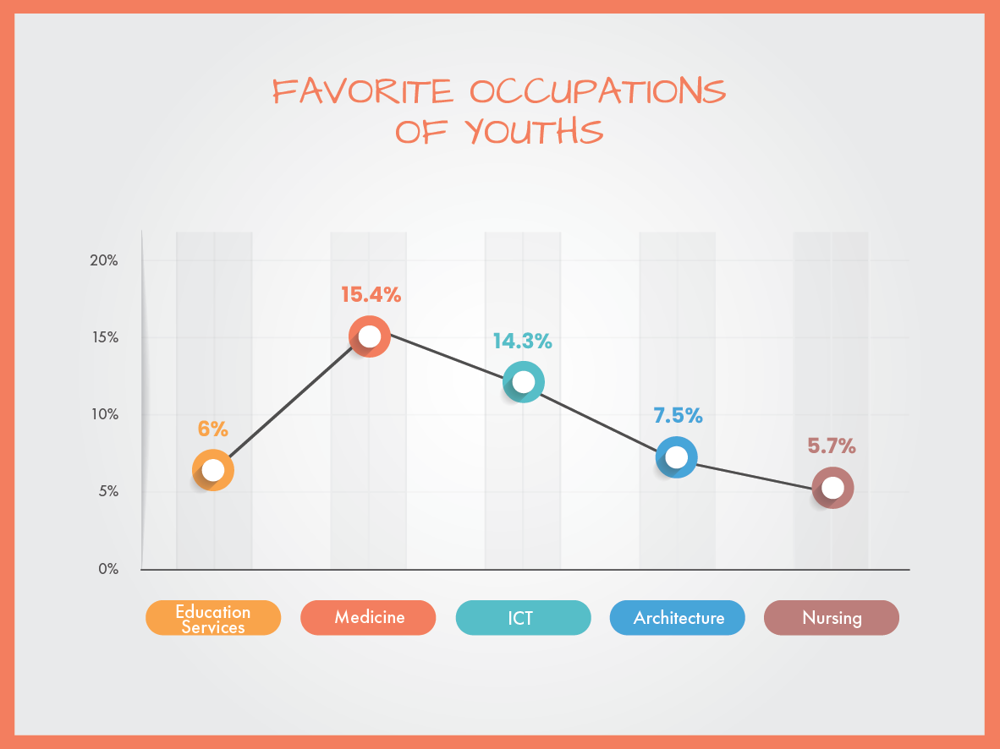 FAVORITE OCCUPATIONS
OF YOUTHS
20%
15%
10%
5%
0%
6%
15.4%
14.3%
7.5%
5.7%
Education
Services
Medicine
ICT
Architecture
Nursing